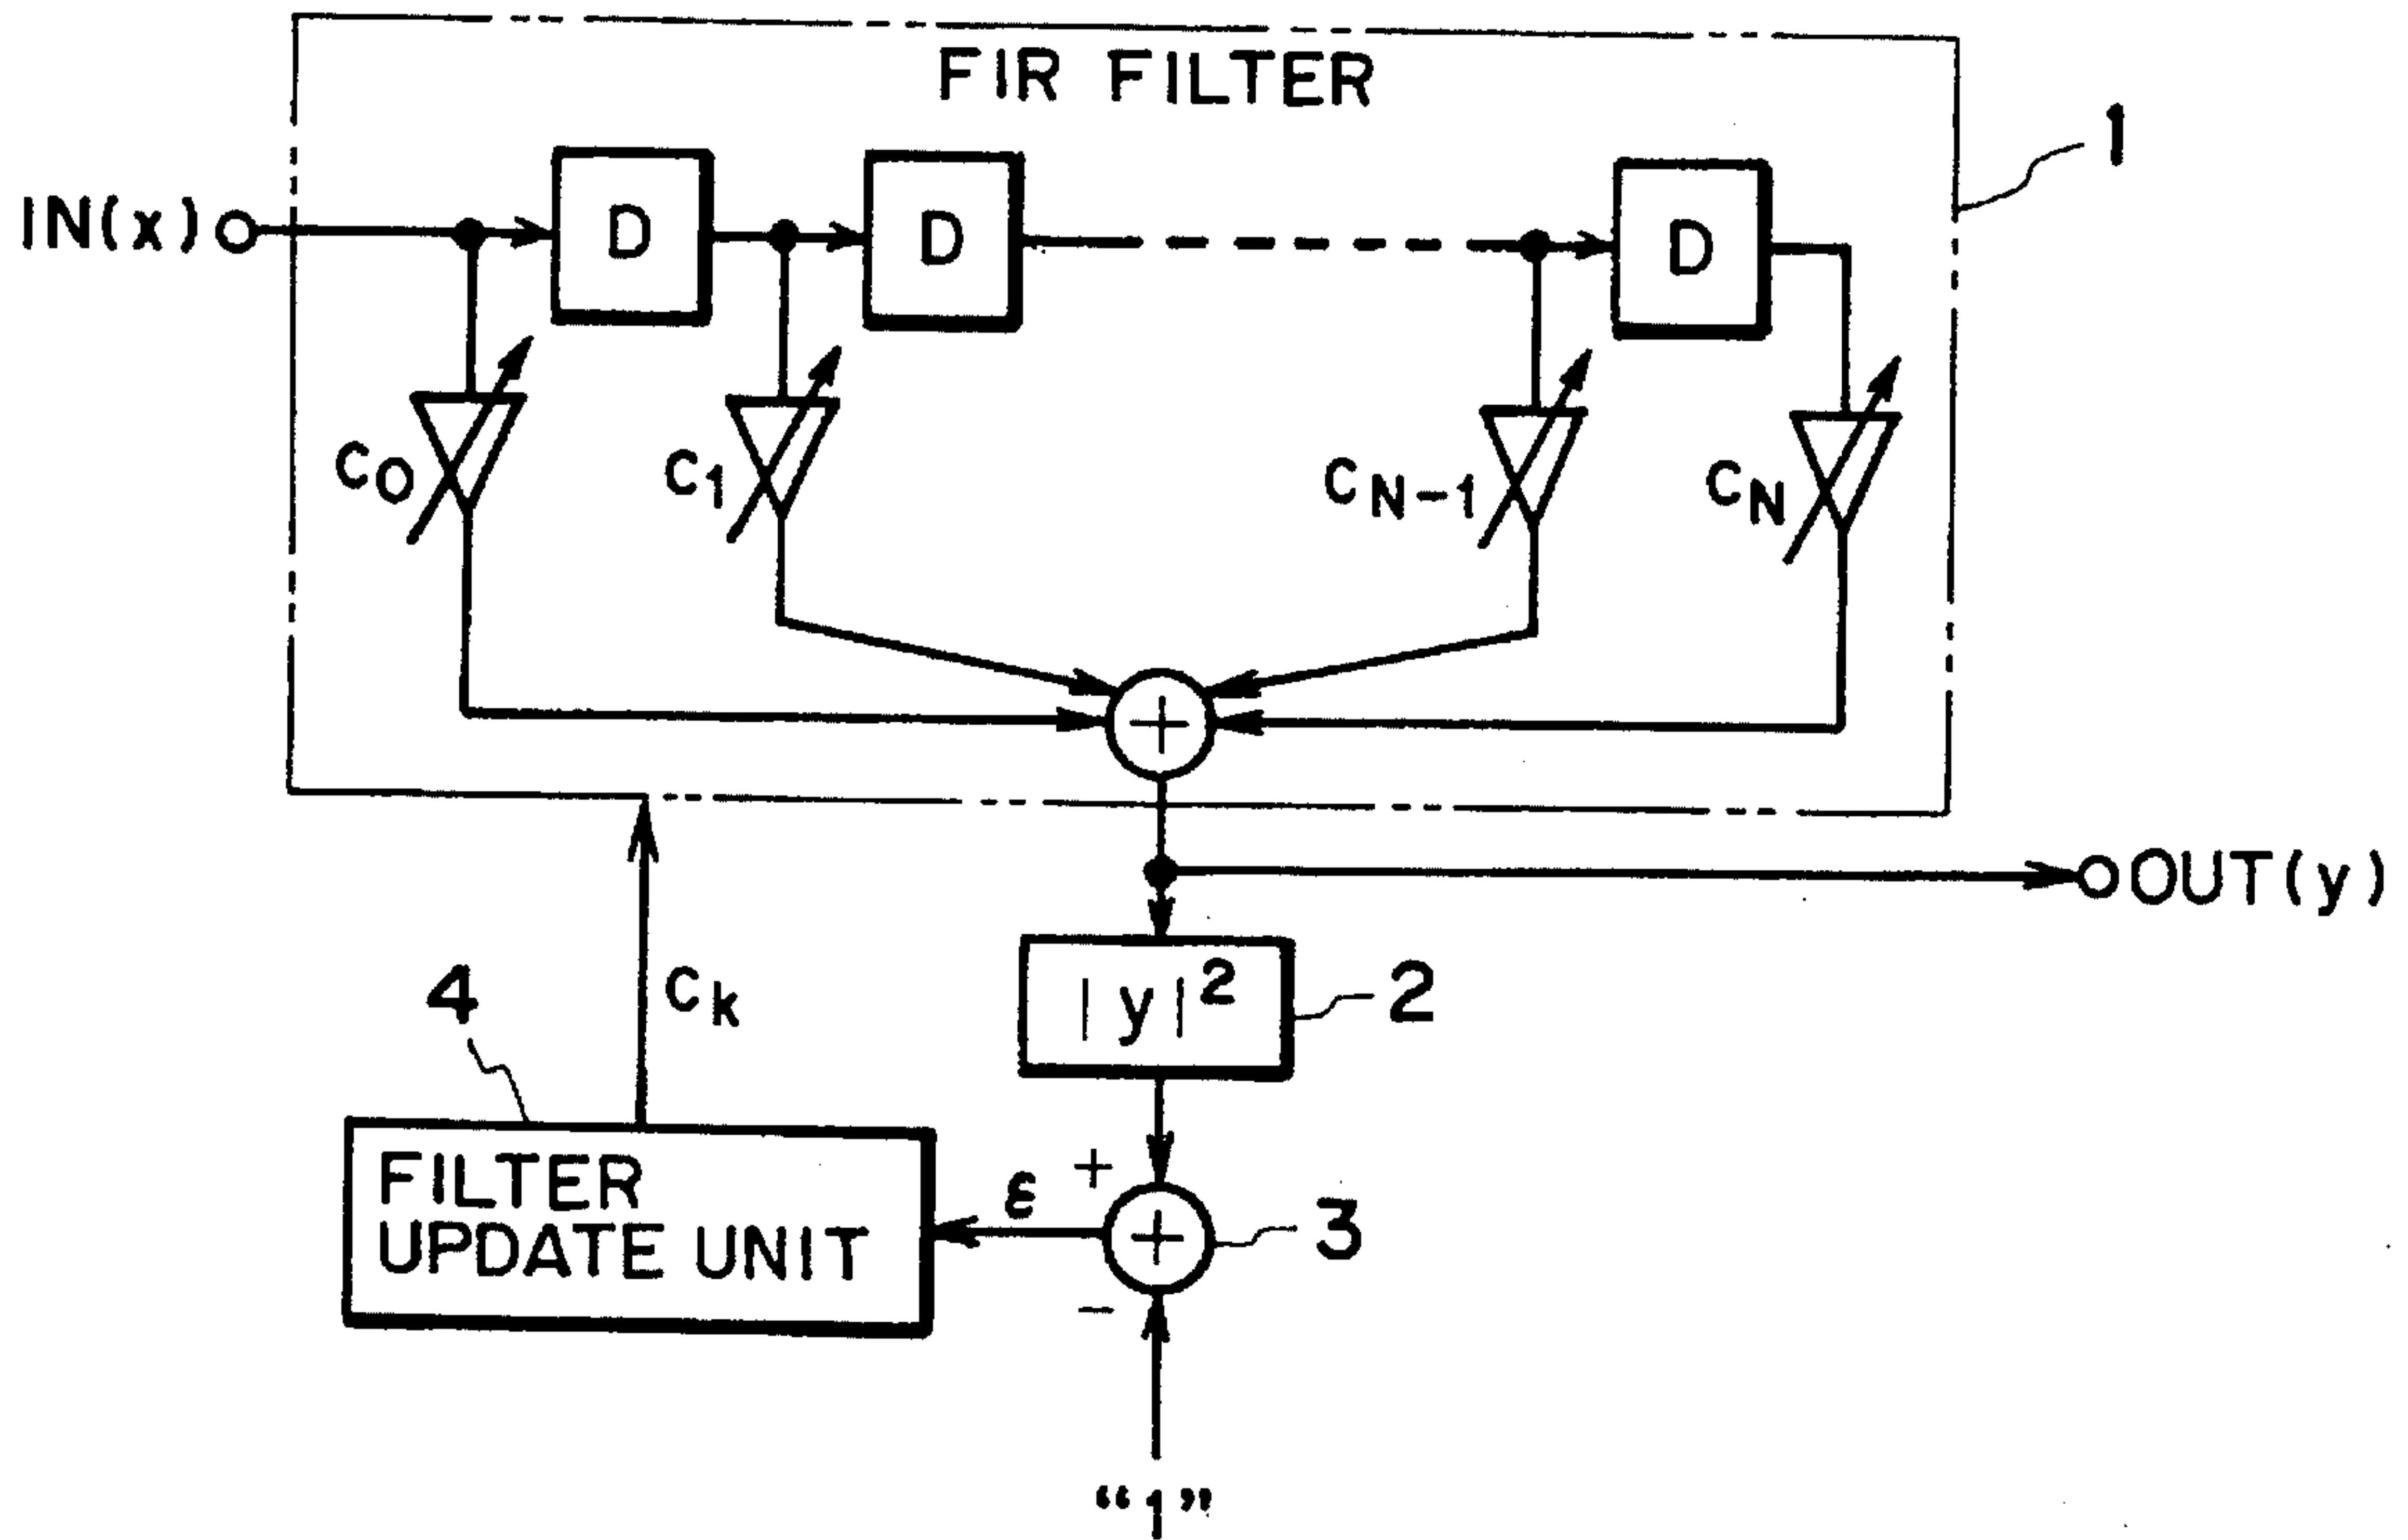 FIR FILTER
1
IN(x)
D
D
D
C0
C1
CN-1
CN
+
OUT(y)
4
Ck
|y|²
2
FILTER
UPDATE UNIT
ε
+
+
3
-
“1”